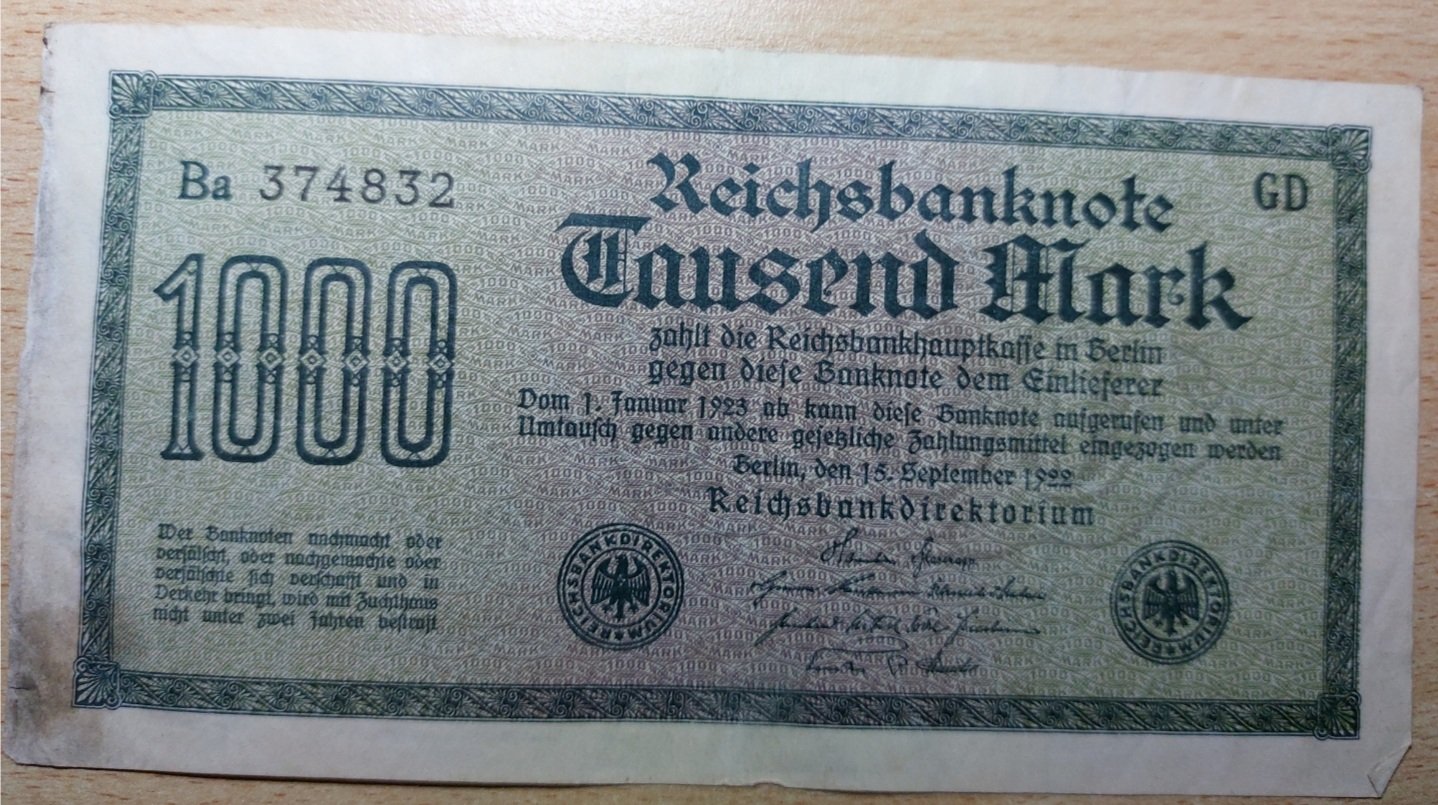 Ba 374832
GD
Reichsbanknote
Tausend Mark
1000
zahlt die Reichsbankhauptkasse in Berlin
gegen diese Banknote dem Einlieferer
Vom 1. Januar 1923 ab kann diese Banknote aufgerufen und unter
Umtausch gegen andere gesetzliche Zahlungsmittel eingezogen werden
Berlin, den 15. September 1922
Reichsbankdirektorium
Wer Banknoten nachmacht oder
verfälscht, oder nachgemachte oder
verfälschte sich verschafft und in
Verkehr bringt, wird mit Zuchthaus
nicht unter zwei Jahren bestraft
REICHSBANKDIREKTORIUM
REICHSBANKDIREKTORIUM